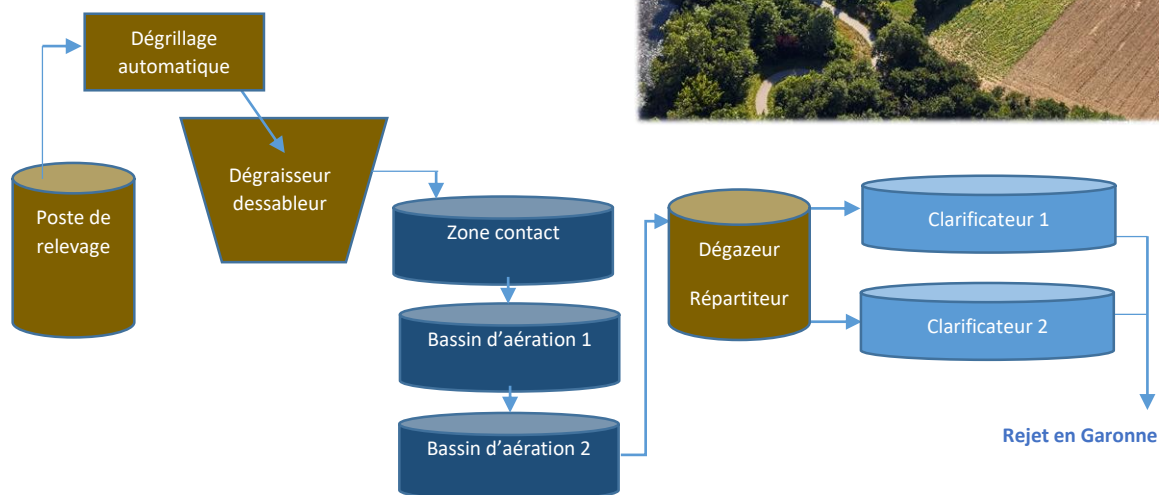 Dégrillage
automatique
Poste de
relevage
Dégraisseur
dessableur
Zone contact
Bassin d’aération 1
Bassin d’aération 2
Dégazeur
Répartiteur
Clarificateur 1
Clarificateur 2
Rejet en Garonne